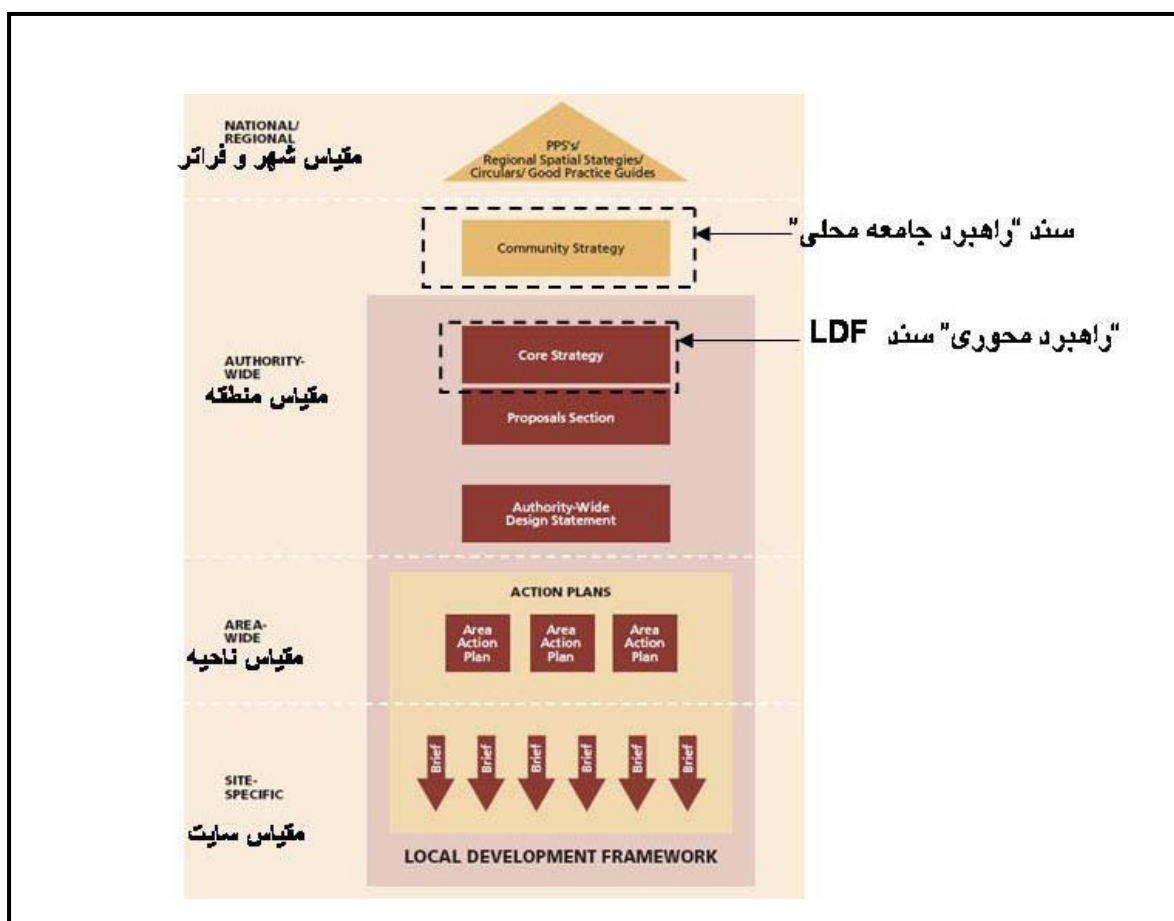 NATIONAL/
REGIONAL
مقیاس شهر و فراتر
PPS's/
Regional Spatial Stategies/
Circulars/ Good Practice Guides
Community Strategy
سند “راهبرد جامعه محلی”
AUTHORITY-
WIDE
مقیاس منطقه
Core Strategy
“راهبرد محوری” سند LDF
Proposals Section
Authority-Wide
Design Statement
AREA-
WIDE
مقیاس ناحیه
ACTION PLANS
Area
Action
Plan
Area
Action
Plan
Area
Action
Plan
SITE-
SPECIFIC
مقیاس سایت
Brief
Brief
Brief
Brief
Brief
Brief
LOCAL DEVELOPMENT FRAMEWORK